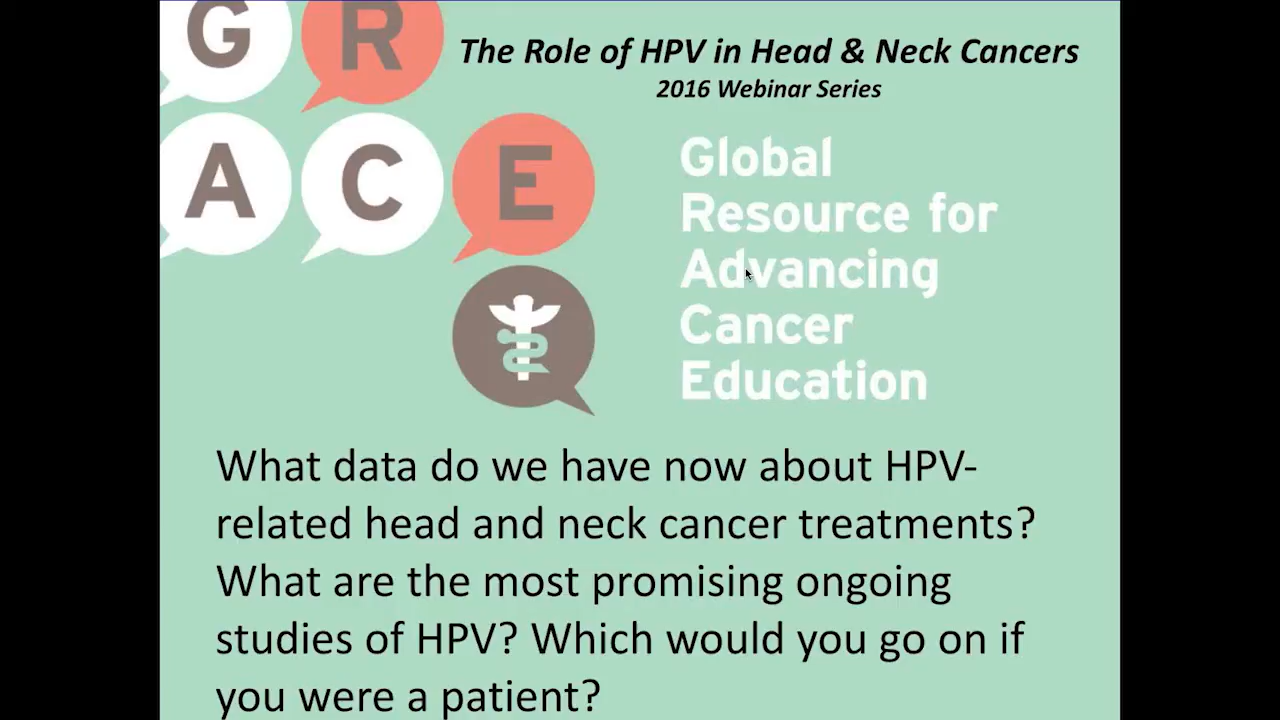 G R
The Role of HPV in Head & Neck Cancers
2016 Webinar Series
A C E
Global
Resource for
Advancing
Cancer
Education
What data do we have now about HPV-
related head and neck cancer treatments?
What are the most promising ongoing
studies of HPV? Which would you go on if
you were a patient?